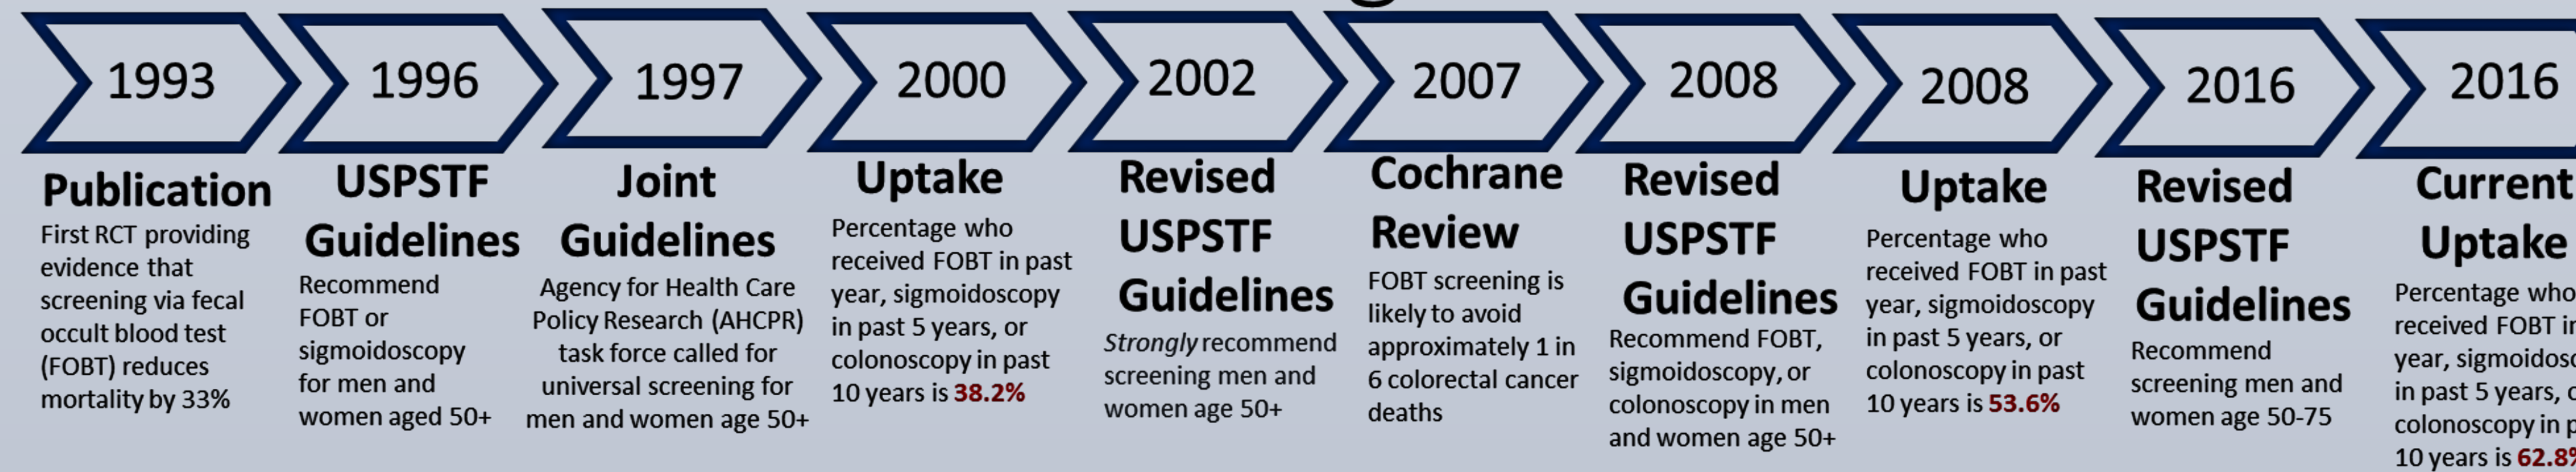 1993
Publication
First RCT providing
evidence that
screening via fecal
occult blood test
(FOBT) reduces
mortality by 33%
1996
USPSTF
Guidelines
Recommend
FOBT or
sigmoidoscopy
for men and
women aged 50+
1997
Joint
Guidelines
Agency for Health Care
Policy Research (AHCPR)
task force called for
universal screening for
men and women age 50+
2000
Uptake
Percentage who
received FOBT in past
year, sigmoidoscopy
in past 5 years, or
colonoscopy in past
10 years is 38.2%
2002
Revised
USPSTF
Guidelines
Strongly recommend
screening men and
women age 50+
2007
Cochrane
Review
FOBT screening is
likely to avoid
approximately 1 in
6 colorectal cancer
deaths
2008
Revised
USPSTF
Guidelines
Recommend FOBT,
sigmoidoscopy, or
colonoscopy in men
and women age 50+
2008
Uptake
Percentage who
received FOBT in past
year, sigmoidoscopy
in past 5 years, or
colonoscopy in past
10 years is 53.6%
2016
Revised
USPSTF
Guidelines
Recommend
screening men and
women age 50-75
2016
Current
Uptake
Percentage who
received FOBT in
year,
in past 5 years,
colonoscopy in
10 years is 62.8%